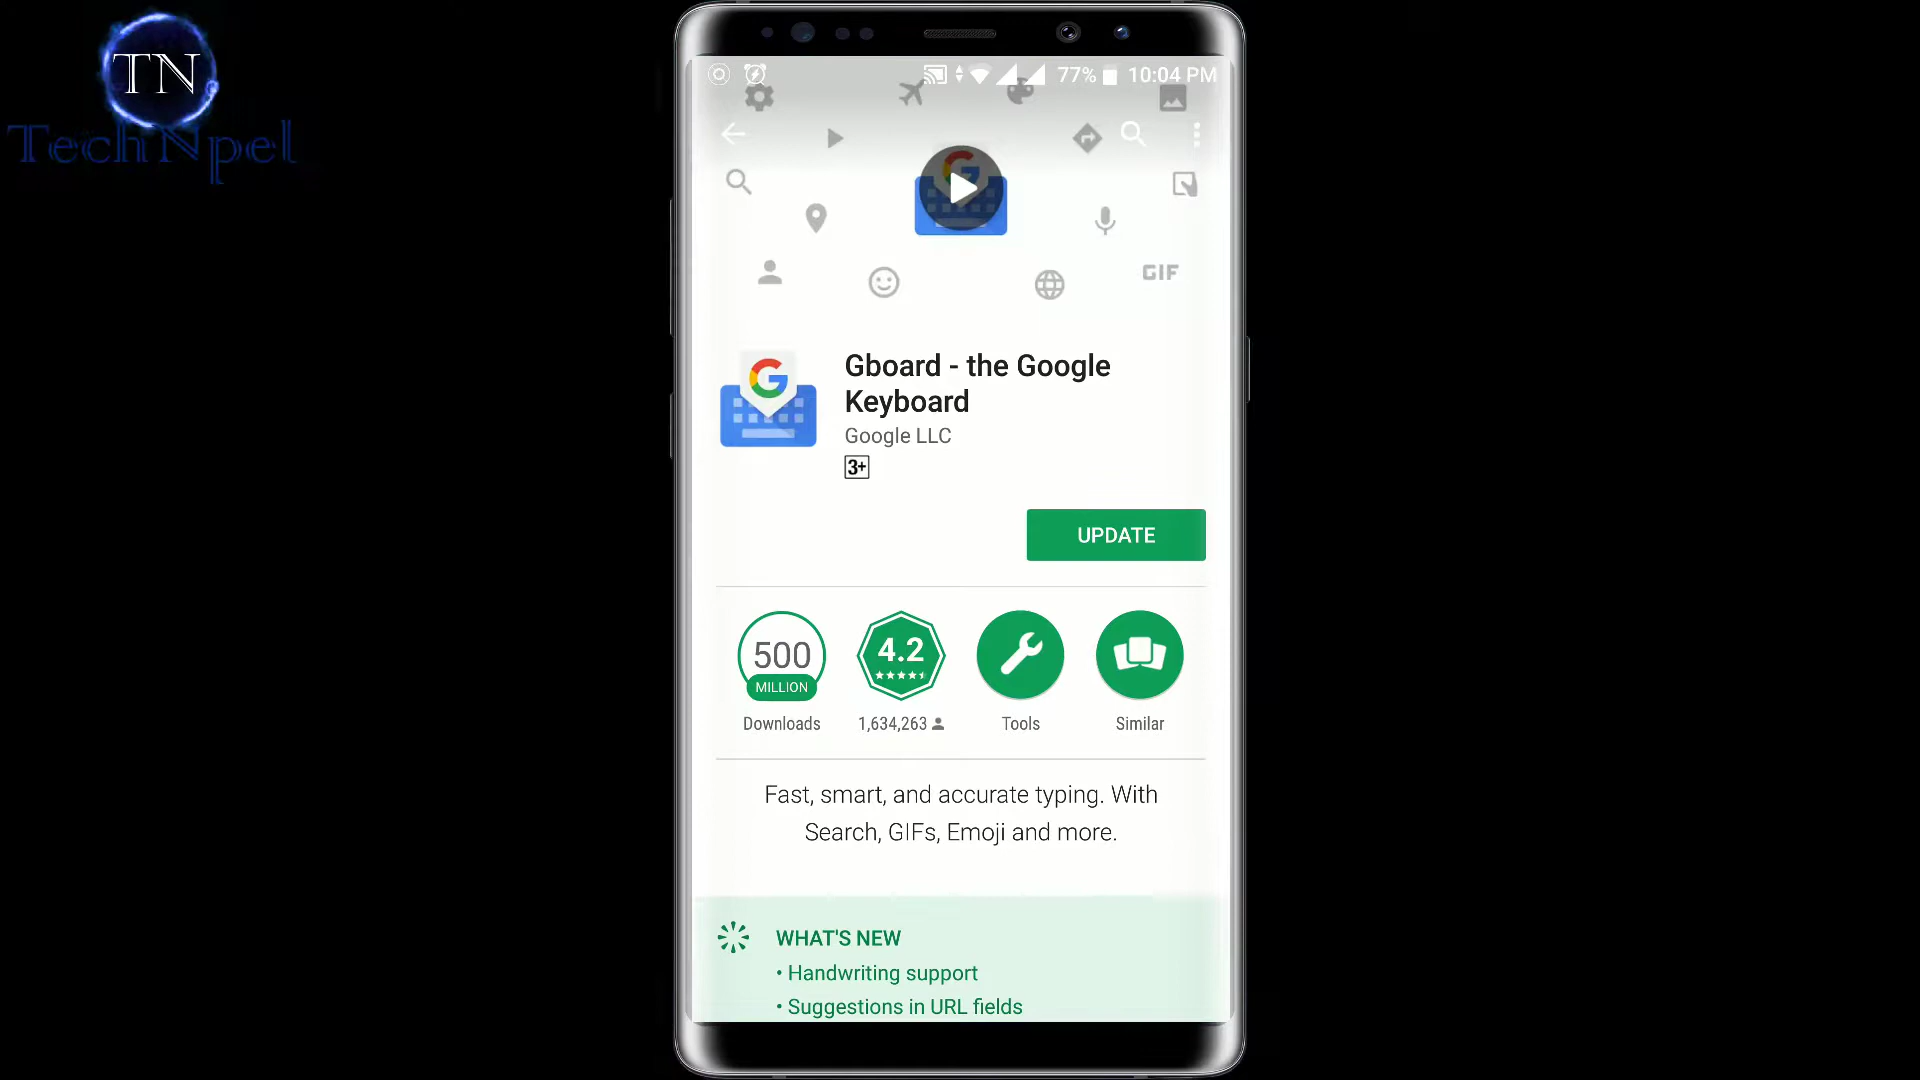 TN
TechNpel
77% 10:04 PM
GIF
Gboard - the Google
Keyboard
Google LLC
3+
UPDATE
500
MILLION
4.2
Downloads
1,634,263
Tools
Similar
Fast, smart, and accurate typing. With
Search, GIFs, Emoji and more.
WHAT'S NEW
• Handwriting support
• Suggestions in URL fields